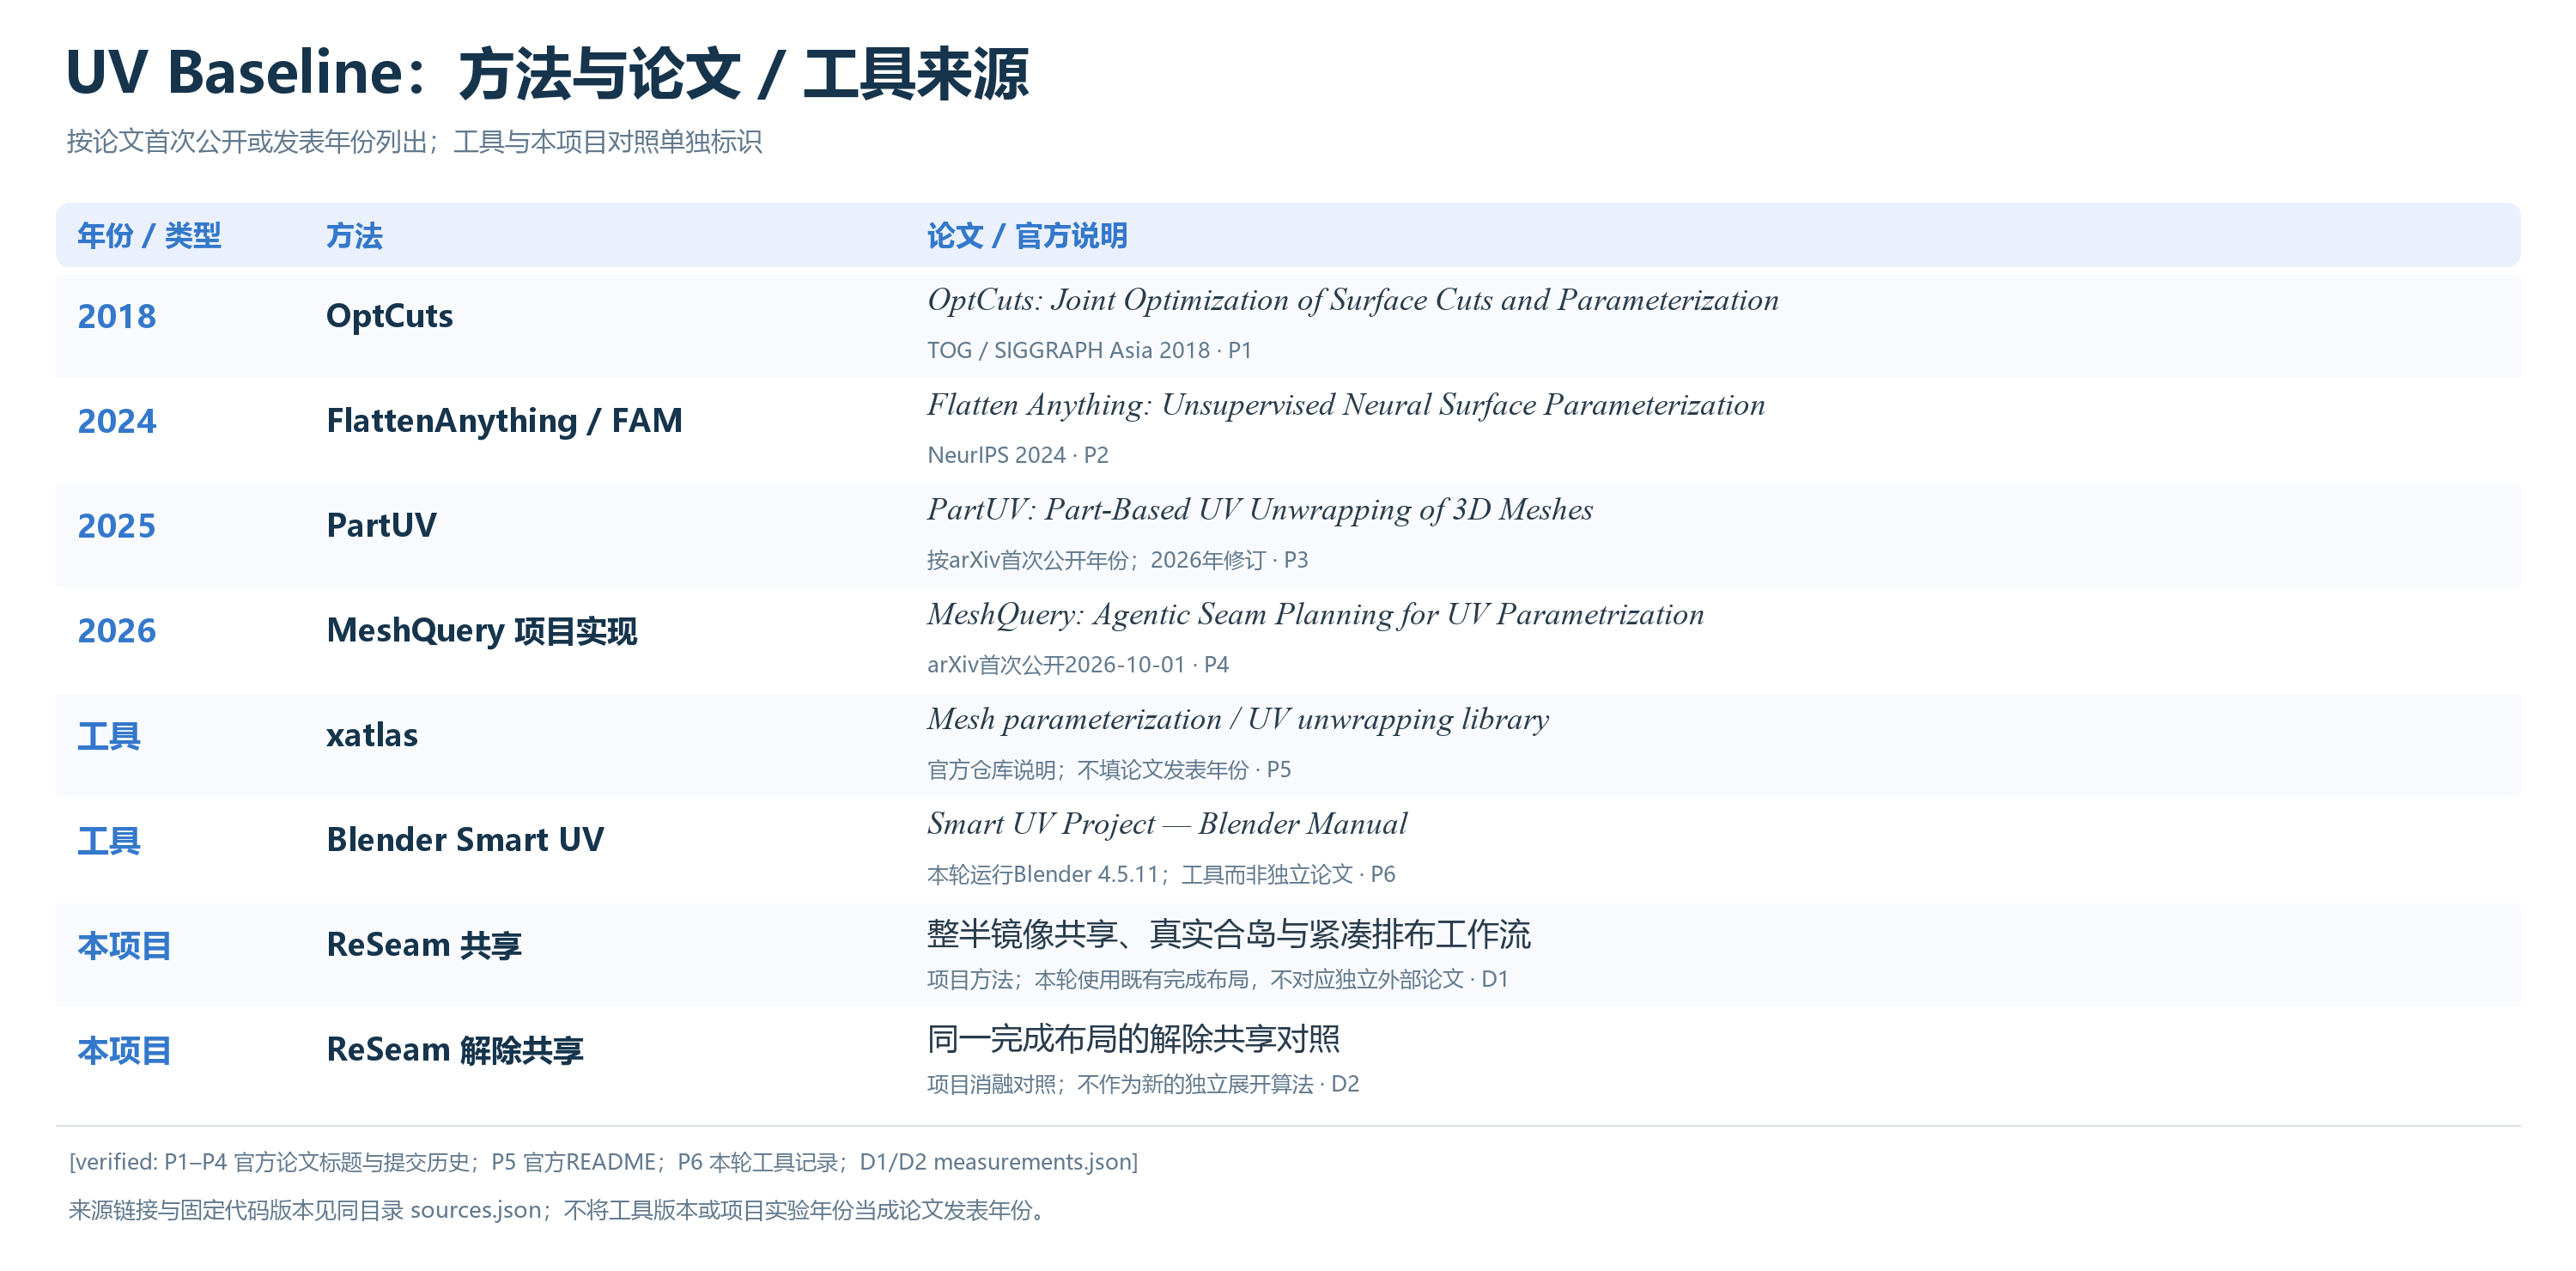 UV Baseline：方法与论文 / 工具来源
按论文首次公开或发表年份列出；工具与本项目对照单独标识
年份 / 类型 方法 论文 / 官方说明
2018 OptCuts OptCuts: Joint Optimization of Surface Cuts and Parameterization
TOG / SIGGRAPH Asia 2018 · P1
2024 FlattenAnything / FAM Flatten Anything: Unsupervised Neural Surface Parameterization
NeurIPS 2024 · P2
2025 PartUV PartUV: Part-Based UV Unwrapping of 3D Meshes
按arXiv首次公开年份；2026年修订 · P3
2026 MeshQuery 项目实现 MeshQuery: Agentic Seam Planning for UV Parametrization
arXiv首次公开2026-10-01 · P4
工具 xatlas Mesh parameterization / UV unwrapping library
官方仓库说明；不填论文发表年份 · P5
工具 Blender Smart UV Smart UV Project — Blender Manual
本轮运行Blender 4.5.11；工具而非独立论文 · P6
本项目 ReSeam 共享 整半镜像共享、真实合岛与紧凑排布工作流
项目方法；本轮使用既有完成布局，不对应独立外部论文 · D1
本项目 ReSeam 解除共享 同一完成布局的解除共享对照
项目消融对照；不作为新的独立展开算法 · D2
[verified: P1–P4 官方论文标题与提交历史；P5 官方README；P6 本轮工具记录；D1/D2 measurements.json]
来源链接与固定代码版本见同目录 sources.json；不将工具版本或项目实验年份当成论文发表年份。